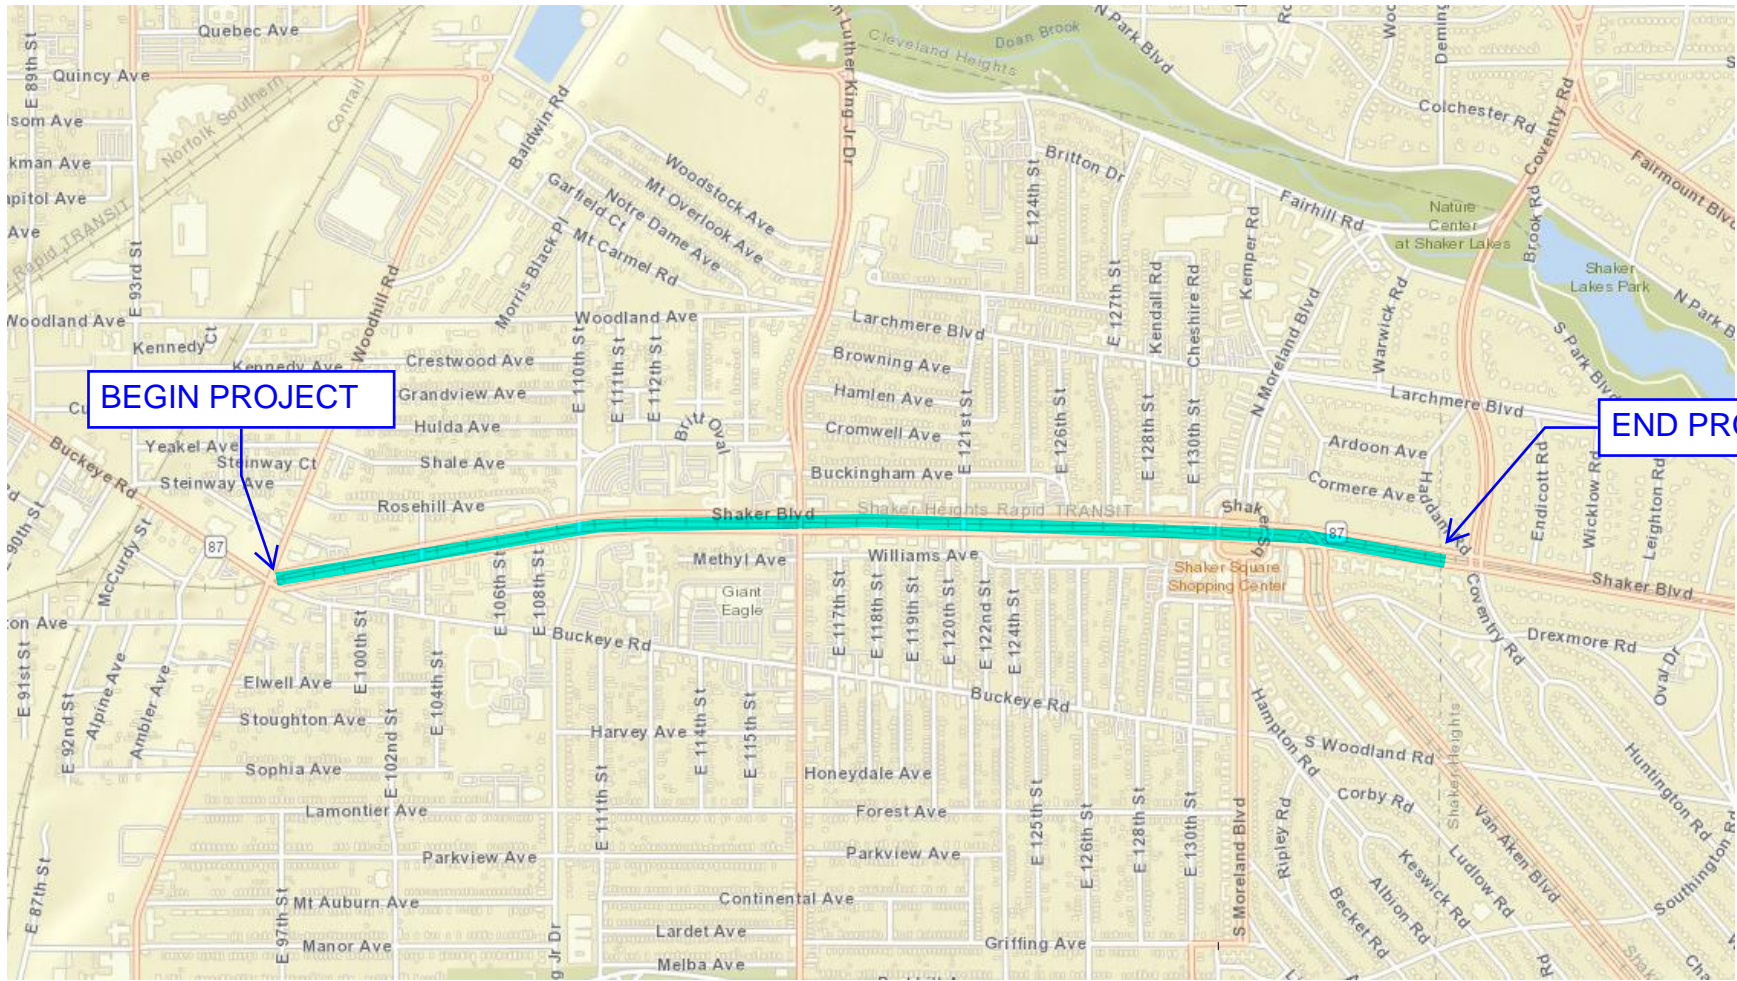 Quebec Ave
Quincy Ave
E 89th St
Norfolk Southern
Conrail
Baldwin Rd
Luther King Jr Dr
Cleveland Heights
Doan Brook
N Park Blvd
Coventry Rd
Colchester Rd
Fairmount Blvd
Woodstock Ave
Mt Overlook Ave
Notre Dame Ave
Garfield Ct
Mt Carmel Rd
Morris Black Pl
E 124th St
Britton Dr
Fairhill Rd
Nature
Center
at Shaker Lakes
Brook Rd
Shaker
Lakes Park
N Park B
S Park Blvd
Rapid TRANSIT
E 93rd St
Woodhill Rd
Woodland Ave
Woodland Ave
Kennedy Ct
Kennedy Ave
Crestwood Ave
Grandview Ave
Hulda Ave
Shale Ave
Rosehill Ave
E 110th St
E 111th St
E 112th St
Britt Oval
Larchmere Blvd
Browning Ave
Hamlen Ave
Cromwell Ave
Buckingham Ave
E 121st St
E 126th St
E 127th St
Kendall Rd
Cheshire Rd
E 128th St
E 130th St
Kemper Rd
N Moreland Blvd
Warwick Rd
Larchmere Blvd
Ardoon Ave
Cormere Ave
Haddam Rd
Endicott Rd
Wicklow Rd
Leighton Rd
BEGIN PROJECT
END PRO
Buckeye Rd
Yeakel Ave
Steinway Ct
Steinway Ave
McCurdy St
87
Shaker Blvd
Shaker Heights Rapid TRANSIT
Shaker Sq
87
Shaker Blvd
Methyl Ave
Williams Ave
Shaker Square
Shopping Center
Giant
Eagle
E 106th St
E 108th St
E 117th St
E 118th St
E 119th St
E 120th St
E 122nd St
E 124th St
Buckeye Rd
Buckeye Rd
Coventry Rd
Drexmore Rd
Oval Dr
E 91st St
E 92nd St
Alpine Ave
Ambler Ave
Elwell Ave
Stoughton Ave
Sophia Ave
E 100th St
E 102nd St
E 104th St
Harvey Ave
E 111th St
E 114th St
E 115th St
Honeydale Ave
Hampton Rd
S Woodland Rd
Shaker Heights
Huntington Rd
Lamontier Ave
Forest Ave
Corby Rd
Van Aken Blvd
Parkview Ave
Parkview Ave
E 125th St
E 126th St
E 128th St
E 130th St
S Moreland Blvd
Ripley Rd
Keswick Rd
Ludlow Rd
Albion Rd
Becket Rd
Southington Rd
E 87th St
E 97th St
Mt Auburn Ave
Continental Ave
Manor Ave
Lardet Ave
Griffing Ave
Melba Ave